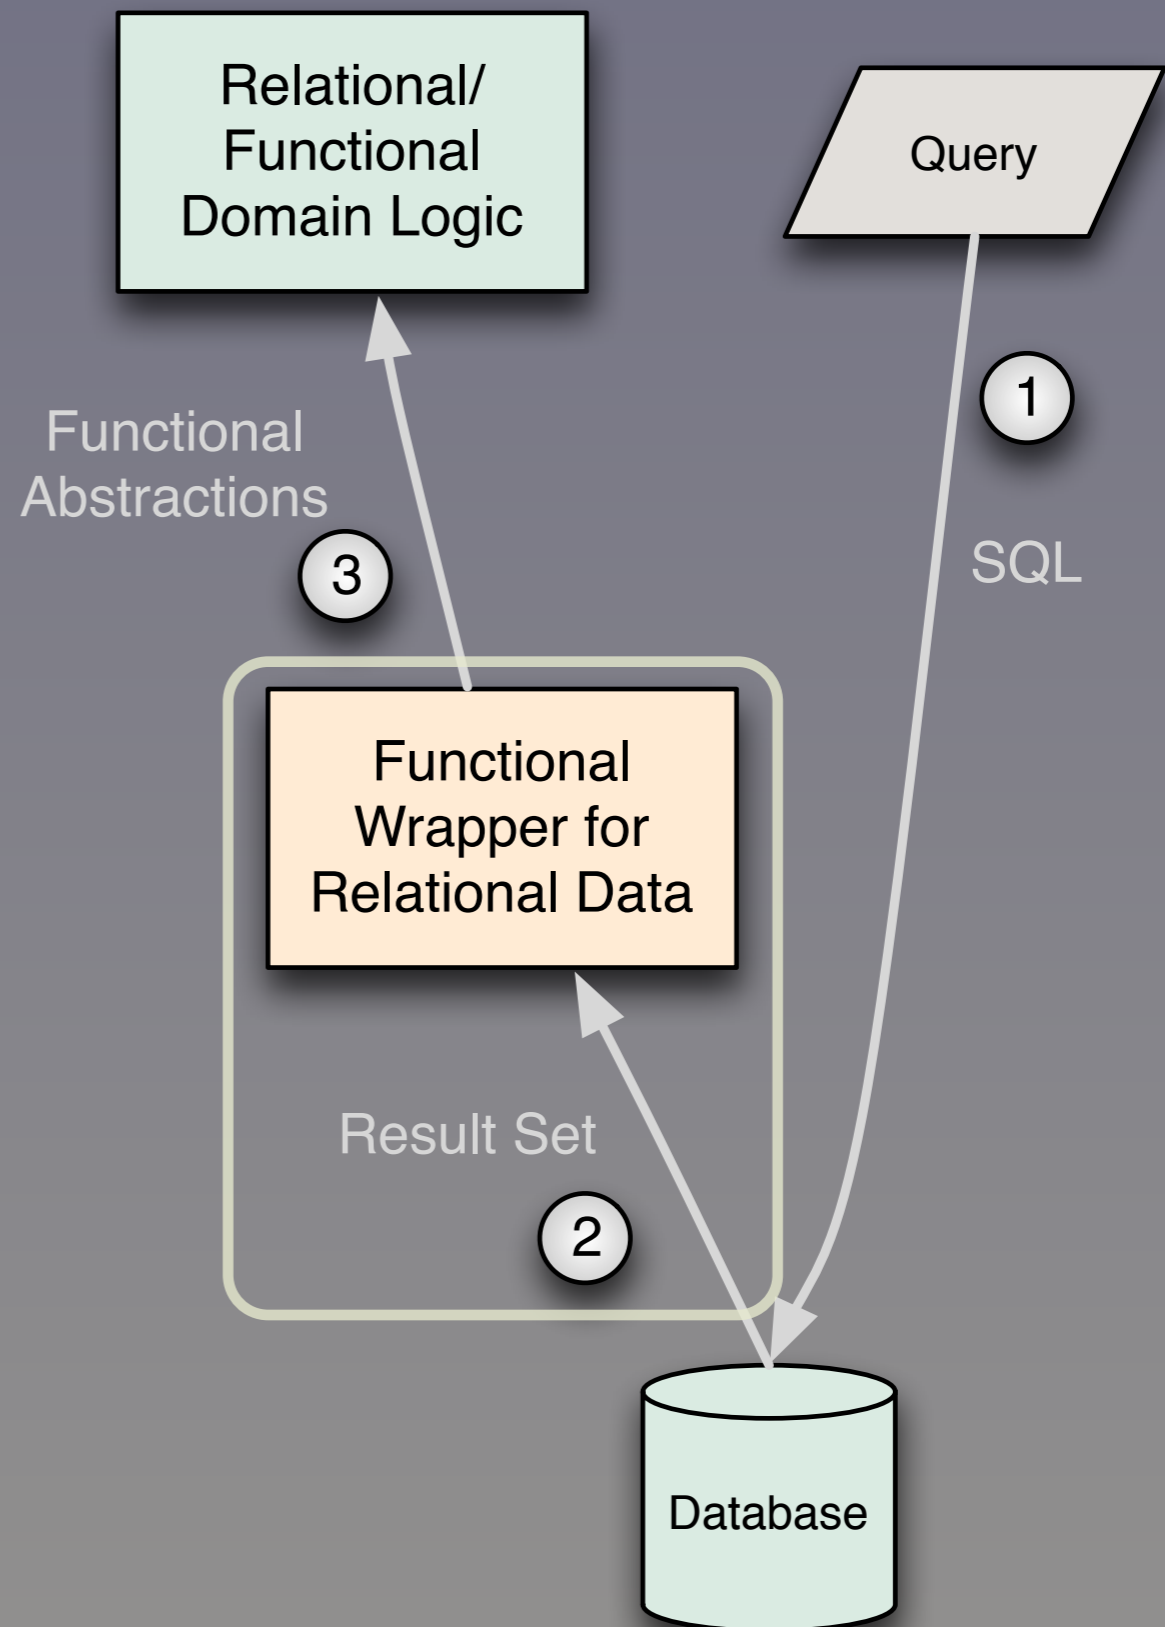 Relational/
Functional
Domain Logic
Query
1
Functional
Abstractions
SQL
3
Functional
Wrapper for
Relational Data
Result Set
2
Database